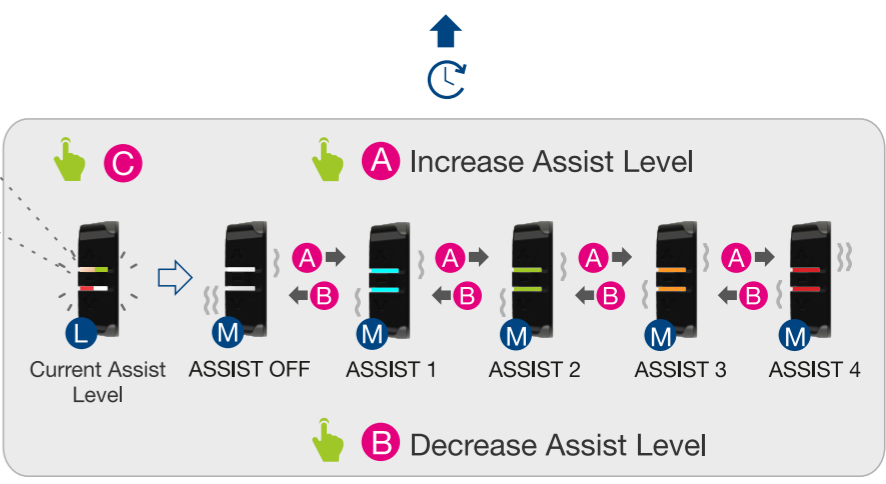 C
A Increase Assist Level
A A A A
B B B B
L M M M M M
Current Assist Level
ASSIST OFF
ASSIST 1
ASSIST 2
ASSIST 3
ASSIST 4
B Decrease Assist Level